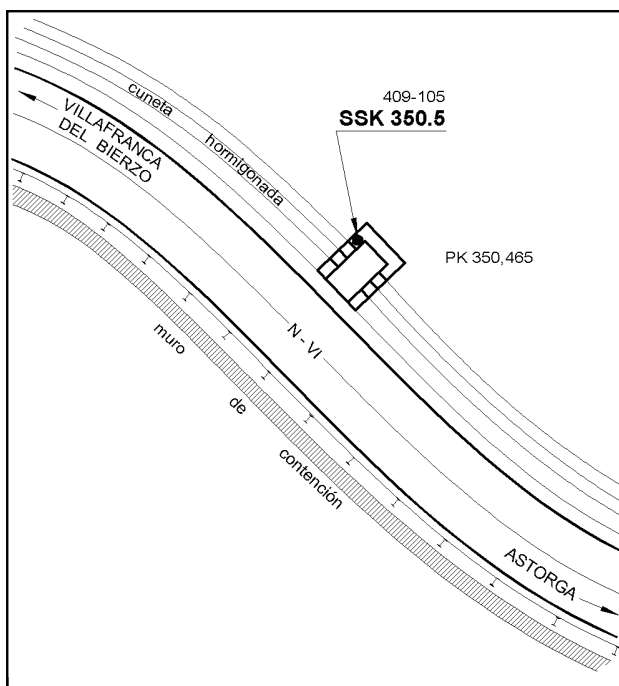 409-105
SSK 350.5
cuneta
hormigonada
VILLAFRANCA
DEL BIERZO
PK 350,465
N-VI
muro
de
contención
ASTORGA